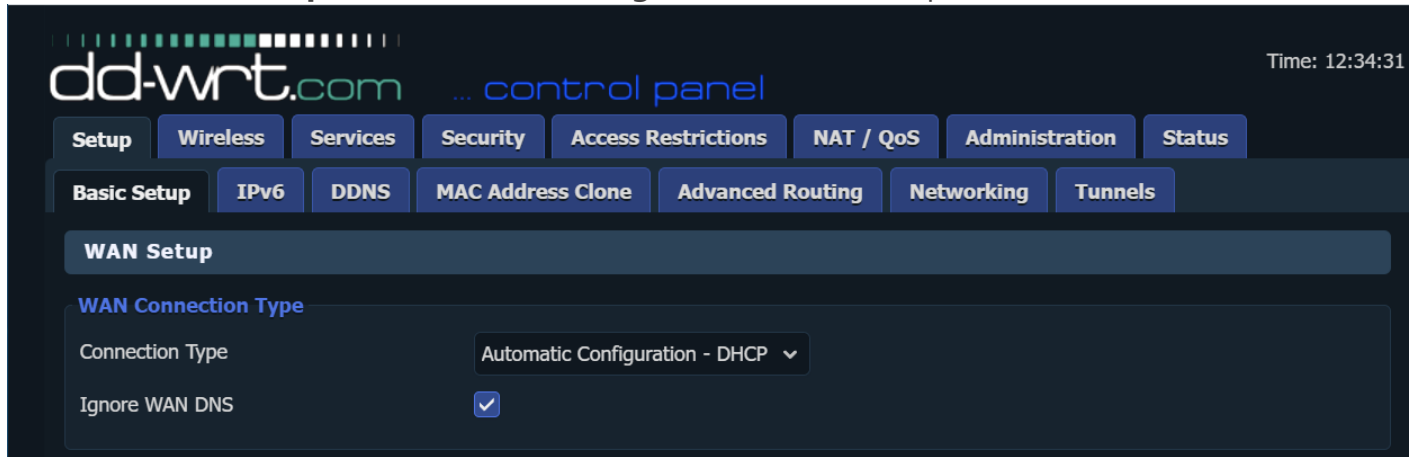 dd-wrt.com ... control panel
Time: 12:34:31
Setup Wireless Services Security Access Restrictions NAT / QoS Administration Status
Basic Setup IPv6 DDNS MAC Address Clone Advanced Routing Networking Tunnels
WAN Setup
WAN Connection Type
Connection Type Automatic Configuration - DHCP
Ignore WAN DNS